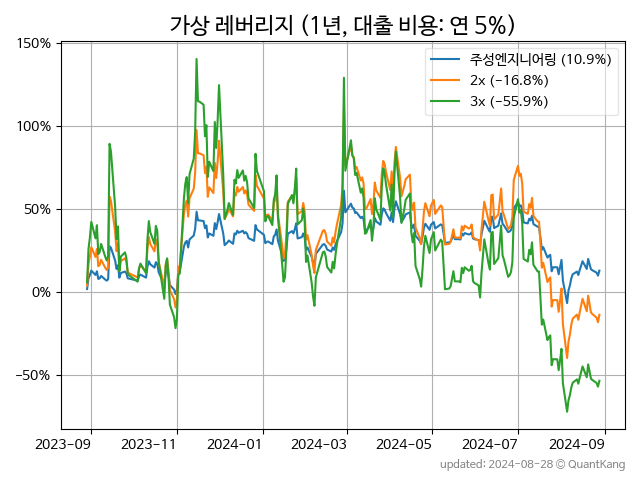 가상 레버리지 (1년, 대출 비용: 연 5%)
주성엔지니어링 (10.9%)
2x (−16.8%)
3x (−55.9%)
150%
100%
50%
0%
−50%
2023-09 2023-11 2024-01 2024-03 2024-05 2024-07 2024-09
updated: 2024-08-28 @ QuantKang